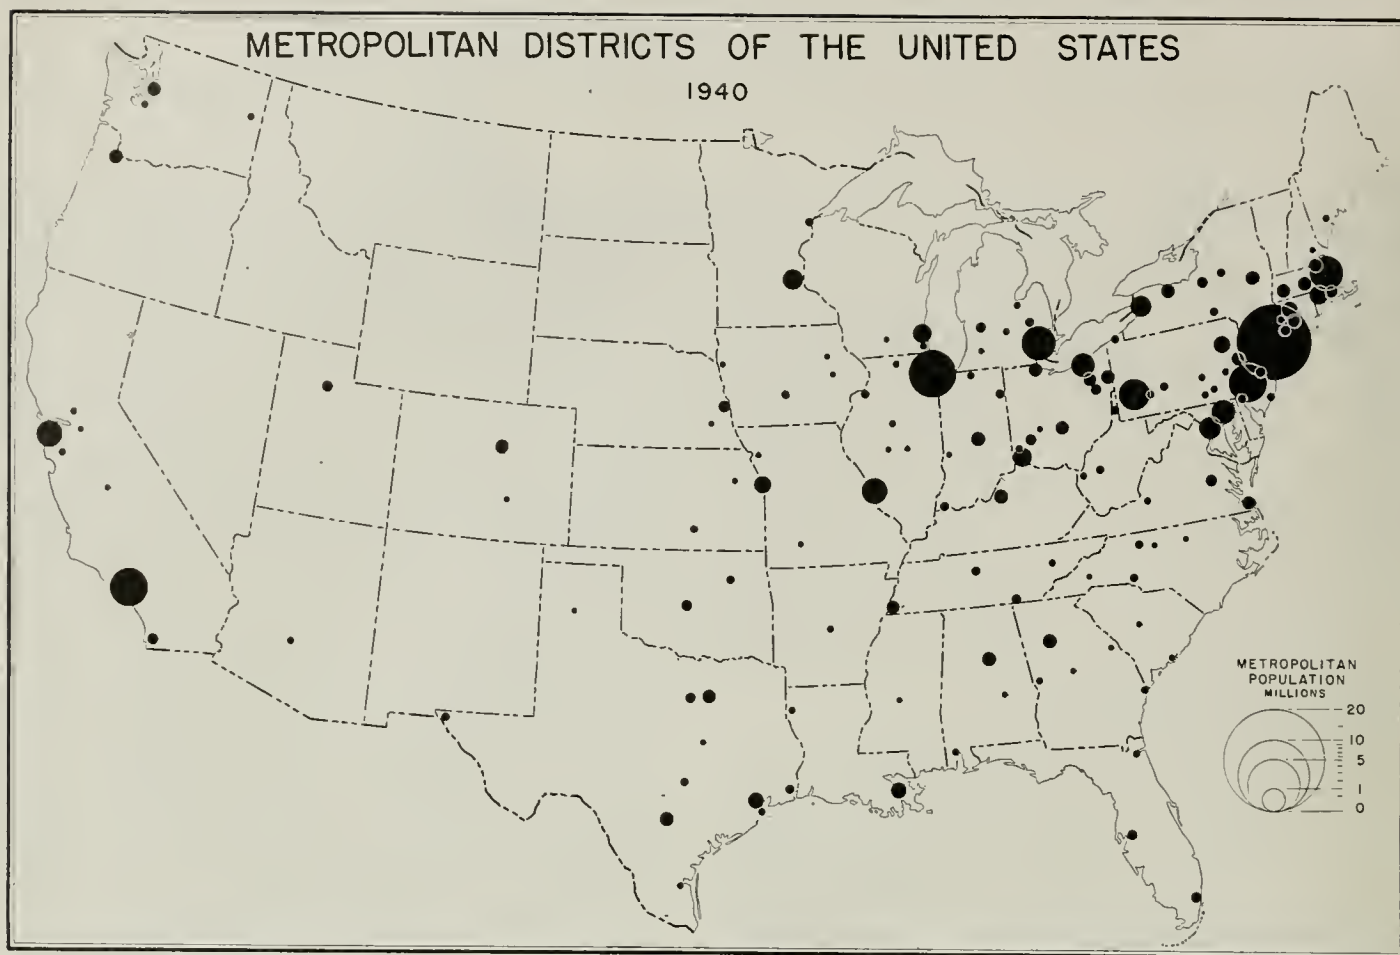 METROPOLITAN DISTRICTS OF THE UNITED STATES
1940
METROPOLITAN
POPULATION
MILLIONS
20
10
5
1
0